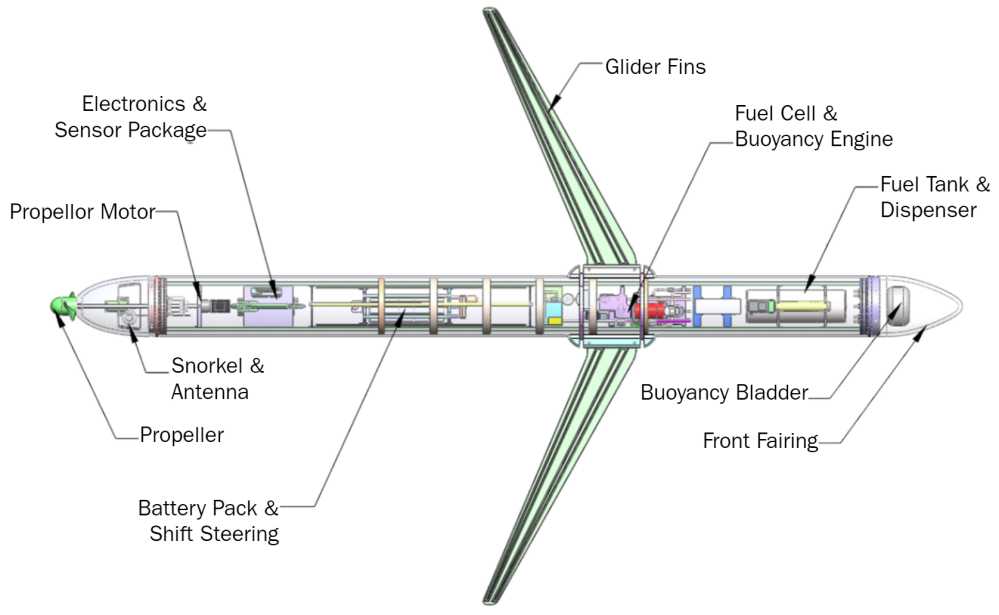 Glider Fins
Electronics &
Sensor Package
Fuel Cell &
Buoyancy Engine
Fuel Tank &
Dispenser
Propellor Motor
Snorkel &
Antenna
Buoyancy Bladder
Propeller
Front Fairing
Battery Pack &
Shift Steering